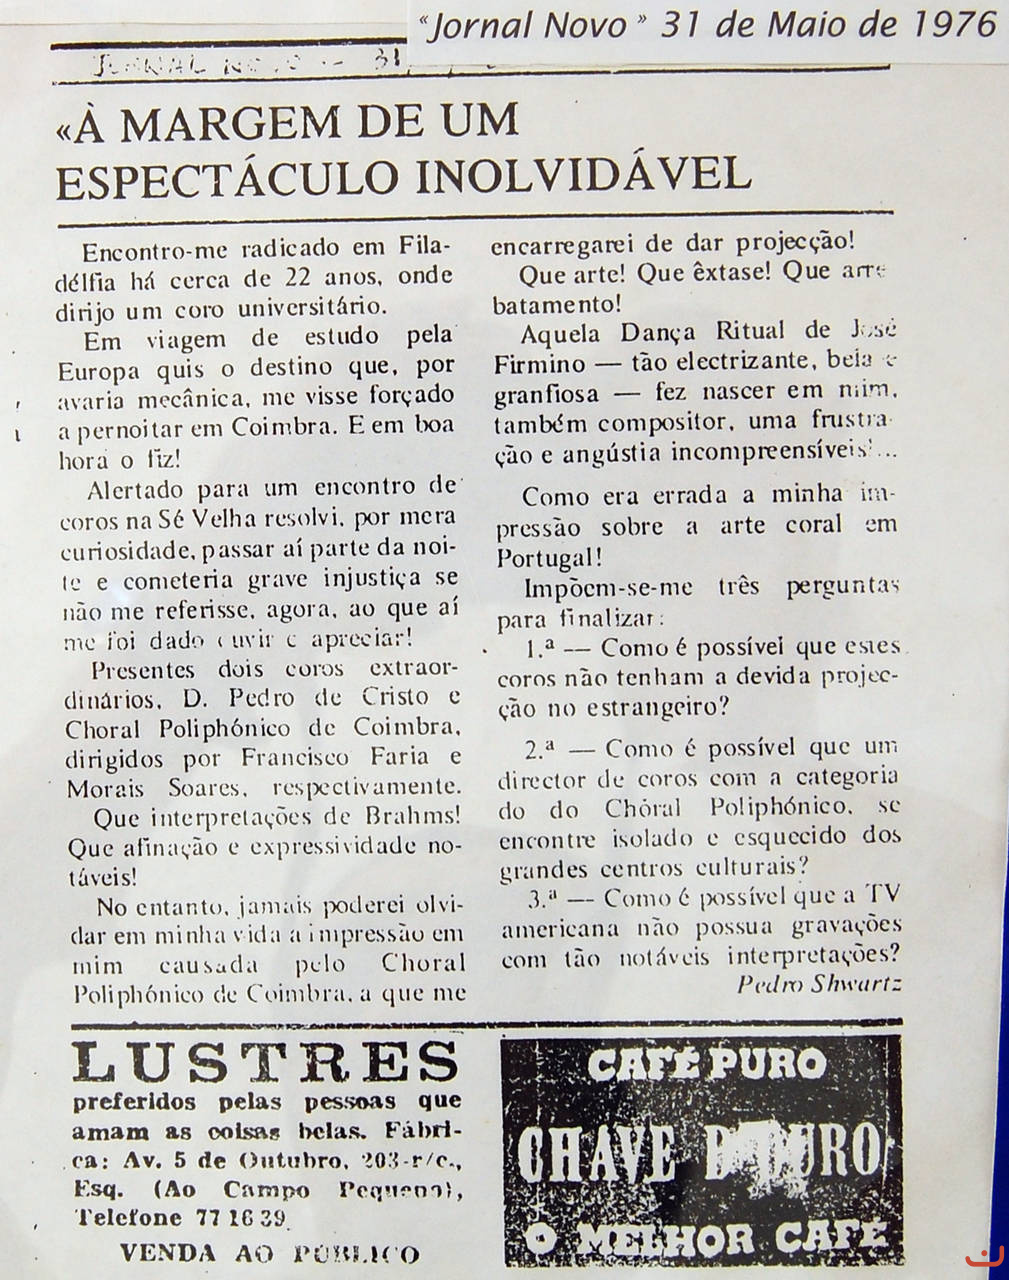 «Jornal Novo» 31 de Maio de 1976
JORNAL NOVO — 31
«À MARGEM DE UM
ESPECTÁCULO INOLVIDÁVEL
Encontro-me radicado em Fila-
délfia há cerca de 22 anos, onde
dirijo um coro universitário.
Em viagem de estudo pela
Europa quis o destino que, por
avaria mecânica, me visse forçado
a pernoitar em Coimbra. E em boa
hora o fiz!
Alertado para um encontro de
coros na Sé Velha resolvi, por mera
curiosidade, passar aí parte da noi-
te e cometeria grave injustiça se
não me referisse, agora, ao que aí
me foi dado ouvir e apreciar!
Presentes dois coros extraor-
dinários, D. Pedro de Cristo e
Choral Poliphónico de Coimbra,
dirigidos por Francisco Faria e
Morais Soares, respectivamente.
Que interpretações de Brahms!
Que afinação e expressividade no-
táveis!
No entanto, jamais poderei olvi-
dar em minha vida a impressão em
mim causada pelo Choral
Poliphónico de Coimbra, a que me
encarregarei de dar projecção!
Que arte! Que êxtase! Que arre
batamento!
Aquela Dança Ritual de José
Firmino — tão electrizante, bela e
granfiosa — fez nascer em mim,
também compositor, uma frustra-
ção e angústia incompreensíveis!...
Como era errada a minha im-
pressão sobre a arte coral em
Portugal!
Impõem-se-me três perguntas
para finalizar:
1.ª — Como é possível que estes
coros não tenham a devida projec-
ção no estrangeiro?
2.ª — Como é possível que um
director de coros com a categoria
do do Chóral Poliphónico, se
encontre isolado e esquecido dos
grandes centros culturais?
3.ª — Como é possível que a TV
americana não possua gravações
com tão notáveis interpretações?
Pedro Shwartz
LUSTRES
preferidos pelas pessoas que
amam as coisas belas. Fábri-
ca: Av. 5 de Outubro, 203-r/c.,
Esq. (Ao Campo Pequeno),
Telefone 77 16 39.
VENDA AO PÚBLICO
CAFÉ PURO
CHAVE D'OURO
O MELHOR CAFÉ